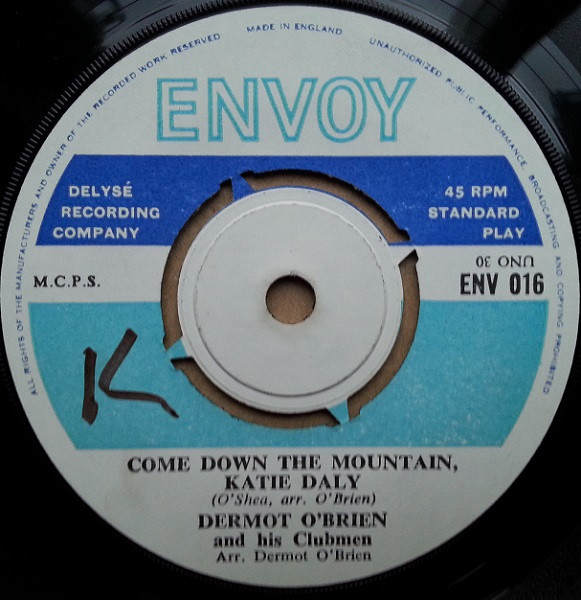 ALL RIGHTS OF THE MANUFACTURERS AND OWNER OF THE RECORDED WORK RESERVED
MADE IN ENGLAND
UNAUTHORIZED PUBLIC PERFORMANCE, BROADCASTING AND COPYING PROHIBITED
ENVOY
DELYSÉ
RECORDING
COMPANY
45 RPM
STANDARD
PLAY
UNO 30
M.C.P.S.
ENV 016
K
COME DOWN THE MOUNTAIN,
KATIE DALY
(O'Shea, arr. O'Brien)
DERMOT O'BRIEN
and his Clubmen
Arr. Dermot O'Brien